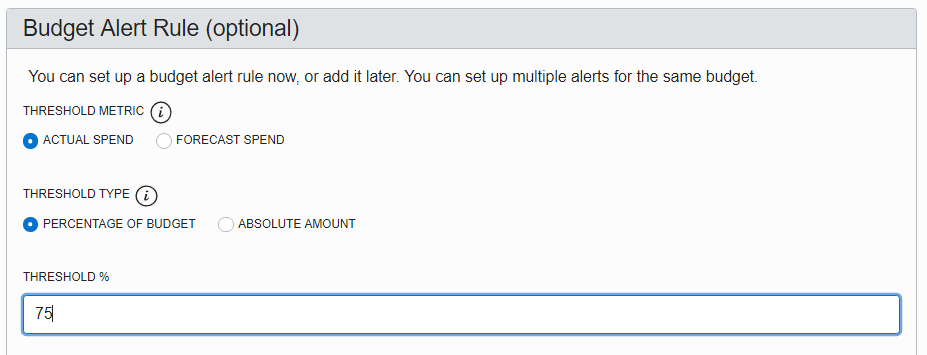 Budget Alert Rule (optional)
You can set up a budget alert rule now, or add it later. You can set up multiple alerts for the same budget.
THRESHOLD METRIC i
ACTUAL SPEND FORECAST SPEND
THRESHOLD TYPE i
PERCENTAGE OF BUDGET ABSOLUTE AMOUNT
THRESHOLD %
75